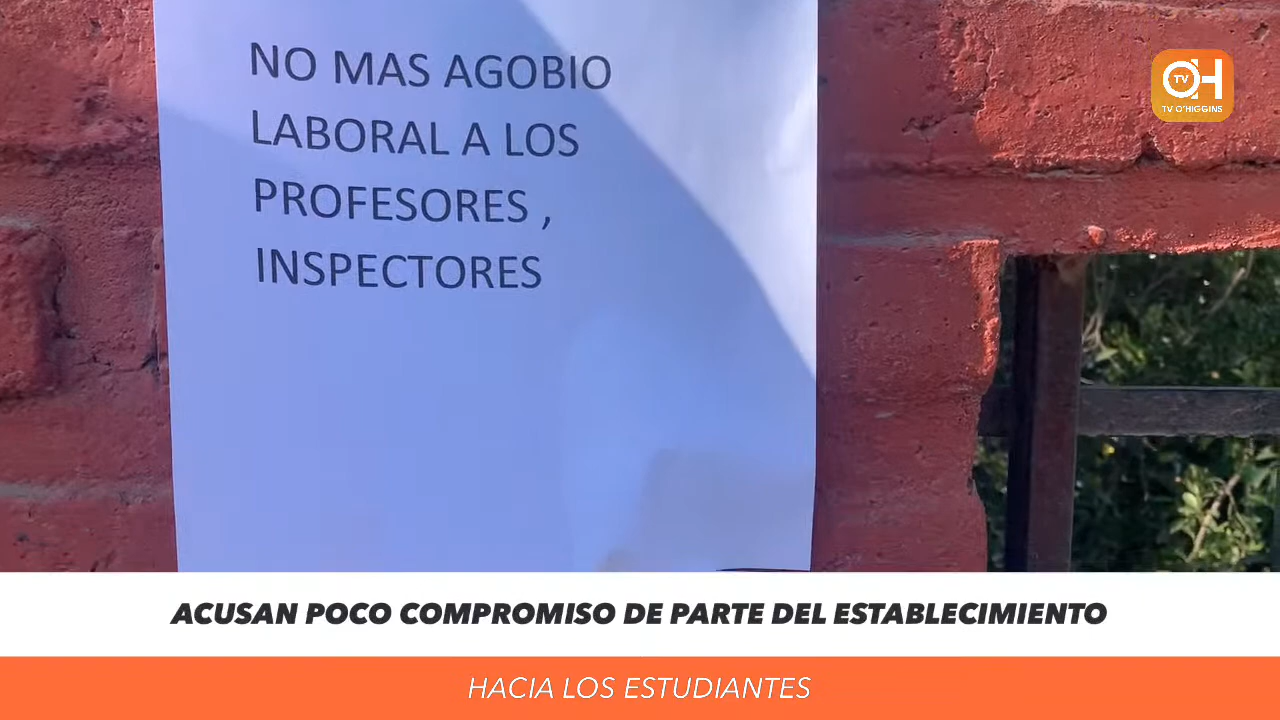 NO MAS AGOBIO
LABORAL A LOS
PROFESORES ,
INSPECTORES
TV
OH
TV O'HIGGINS
ACUSAN POCO COMPROMISO DE PARTE DEL ESTABLECIMIENTO
HACIA LOS ESTUDIANTES